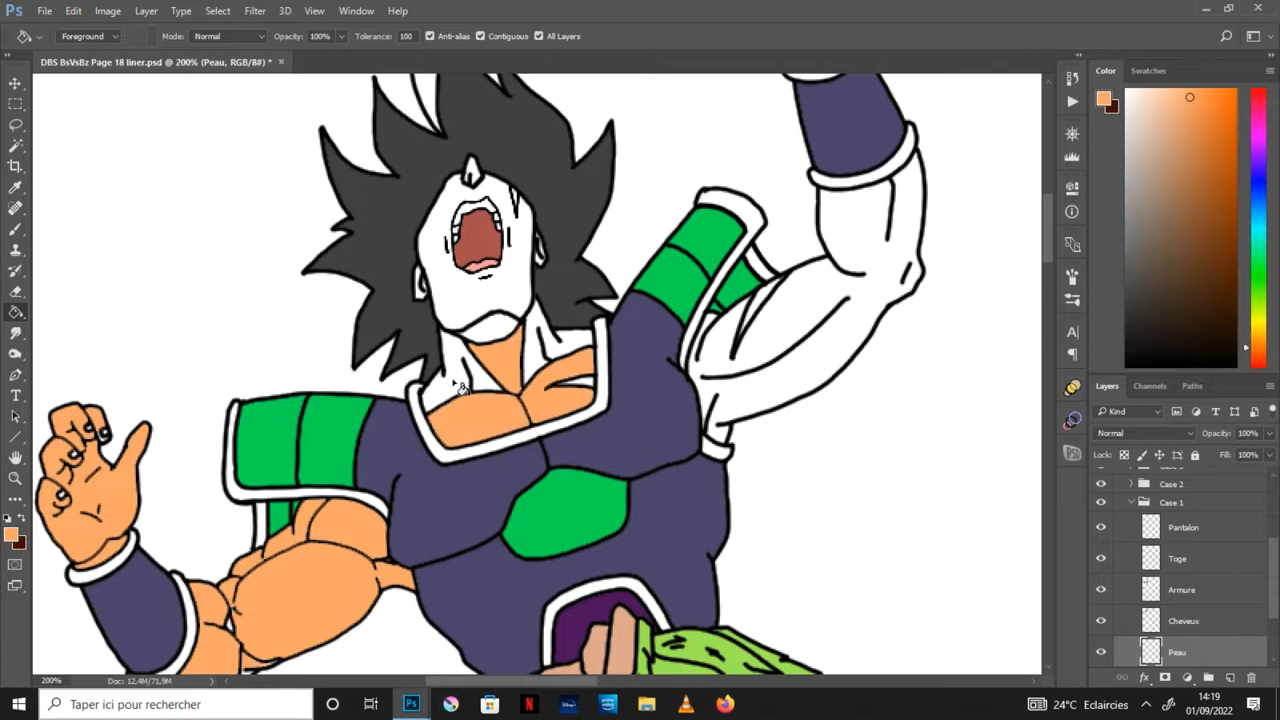 Ps File Edit Image Layer Type Select Filter 3D View Window Help
Foreground Mode: Normal Opacity: 100% Tolerance: 100 Anti-alias Contiguous All Layers
DBS BsVsBz Page 18 liner.psd @ 200% (Peau, RGB/8#) *
Color Swatches
Layers Channels Paths
Kind
Normal Opacity: 100%
Lock: Fill: 100%
Case 2
Case 1
Pantalon
Toge
Armure
Cheveux
Peau
200% Doc: 12,4M/71,9M
Taper ici pour rechercher
24°C Eclaircies
14:19
01/09/2022